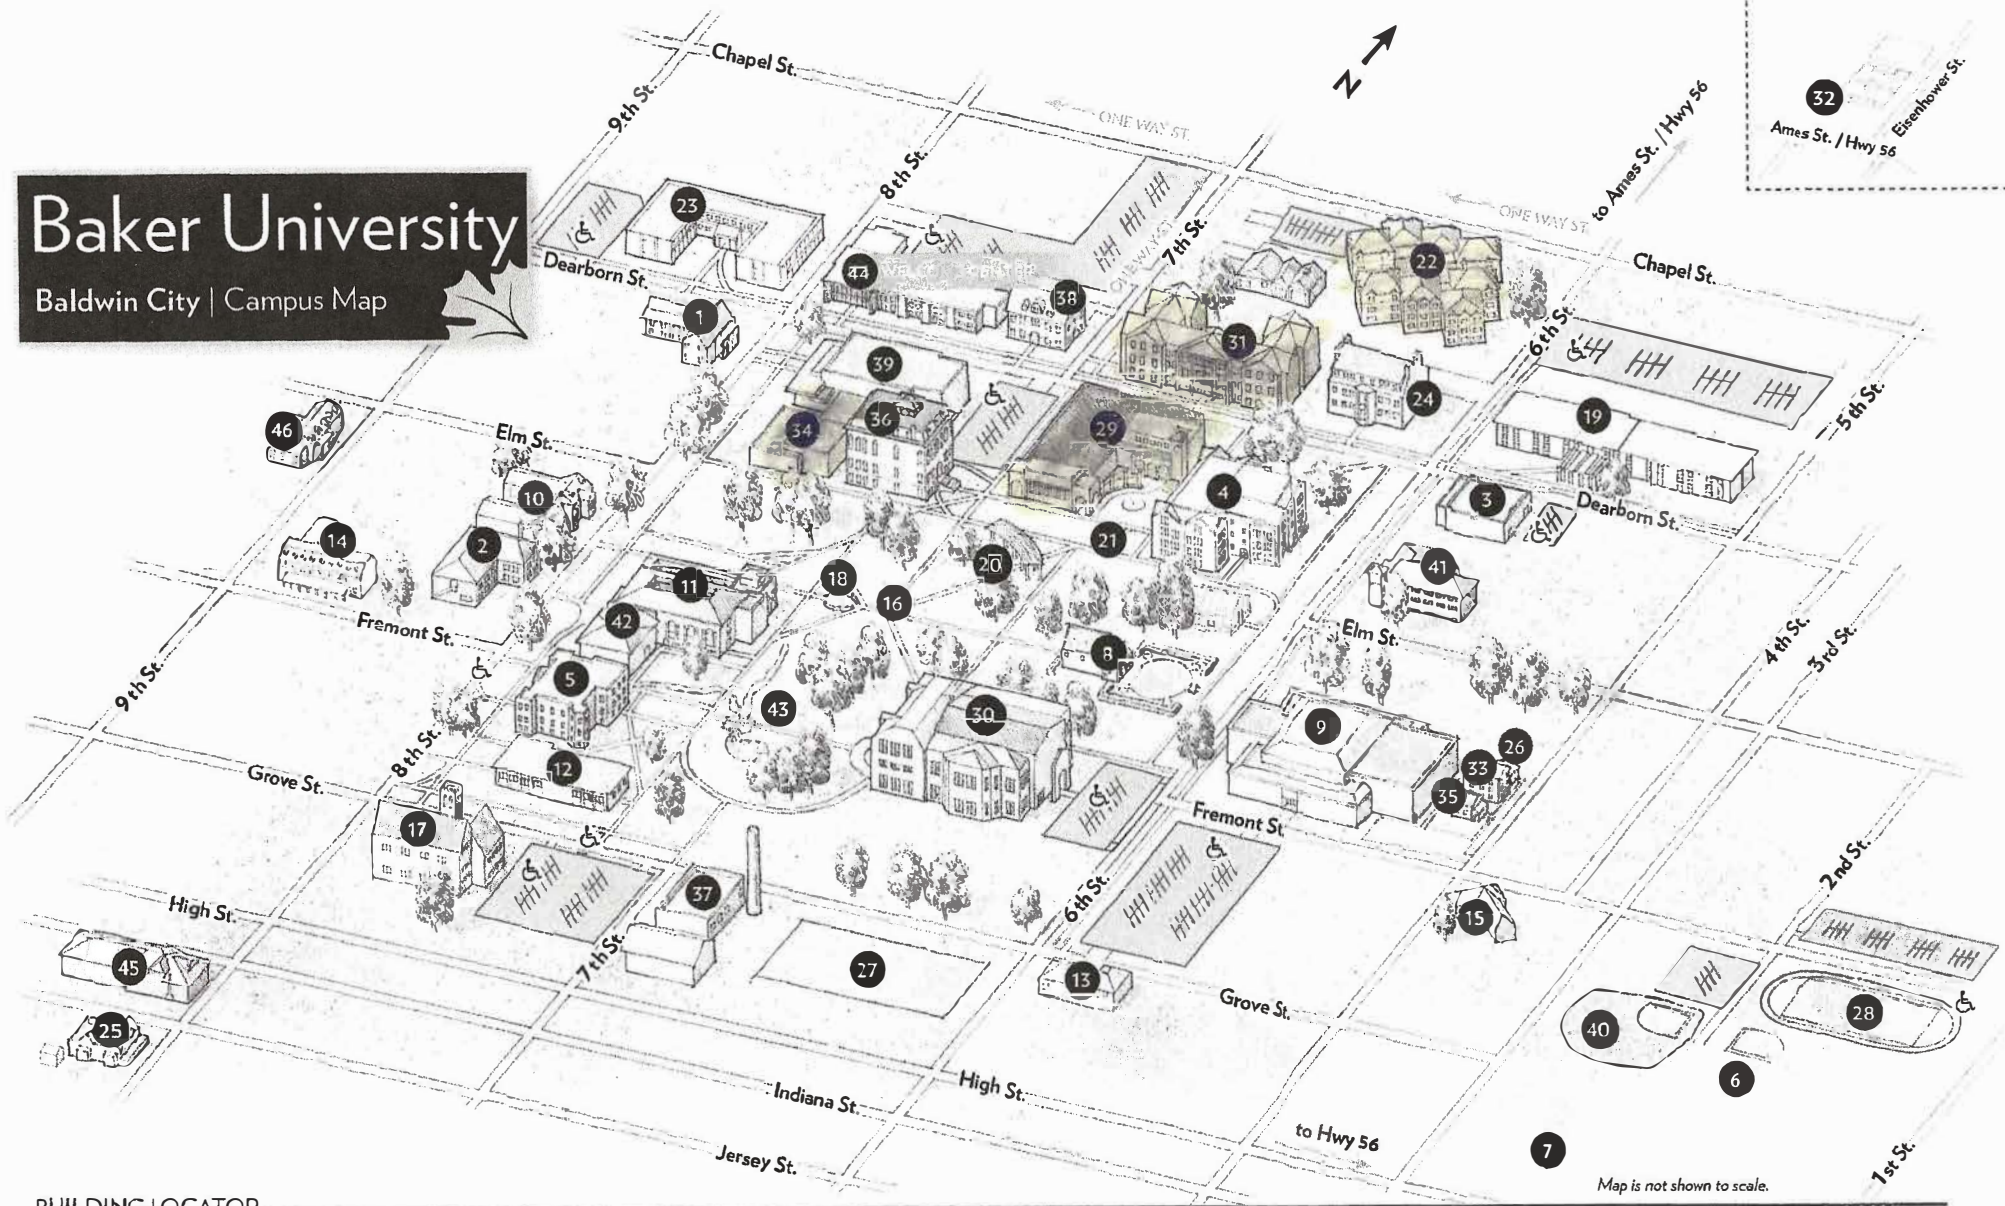 Chapel St.
9th St.
8th St.
ONE WAY ST.
N
to Ames St. / Hwy 56
32
Ames St. / Hwy 56
Eisenhower St.
Baker University
Baldwin City | Campus Map
23
Dearborn St.
44
38
ONE WAY ST.
7th St.
22
ONE WAY ST.
Chapel St.
1
31
6th St.
39
24
19
5th St.
46
Elm St.
34
36
29
10
4
3
Dearborn St.
14
2
11
18
20
21
41
16
Fremont St.
42
8
Elm St.
4th St.
3rd St.
9th St.
5
43
30
9
26
33
35
8th St.
12
Grove St.
17
Fremont St.
2nd St.
37
6th St.
15
High St.
45
7th St.
27
13
Grove St.
28
25
40
6
High St.
Indiana St.
to Hwy 56
7
Jersey St.
1st St.
Map is not shown to scale.
BUILDING LOCATOR